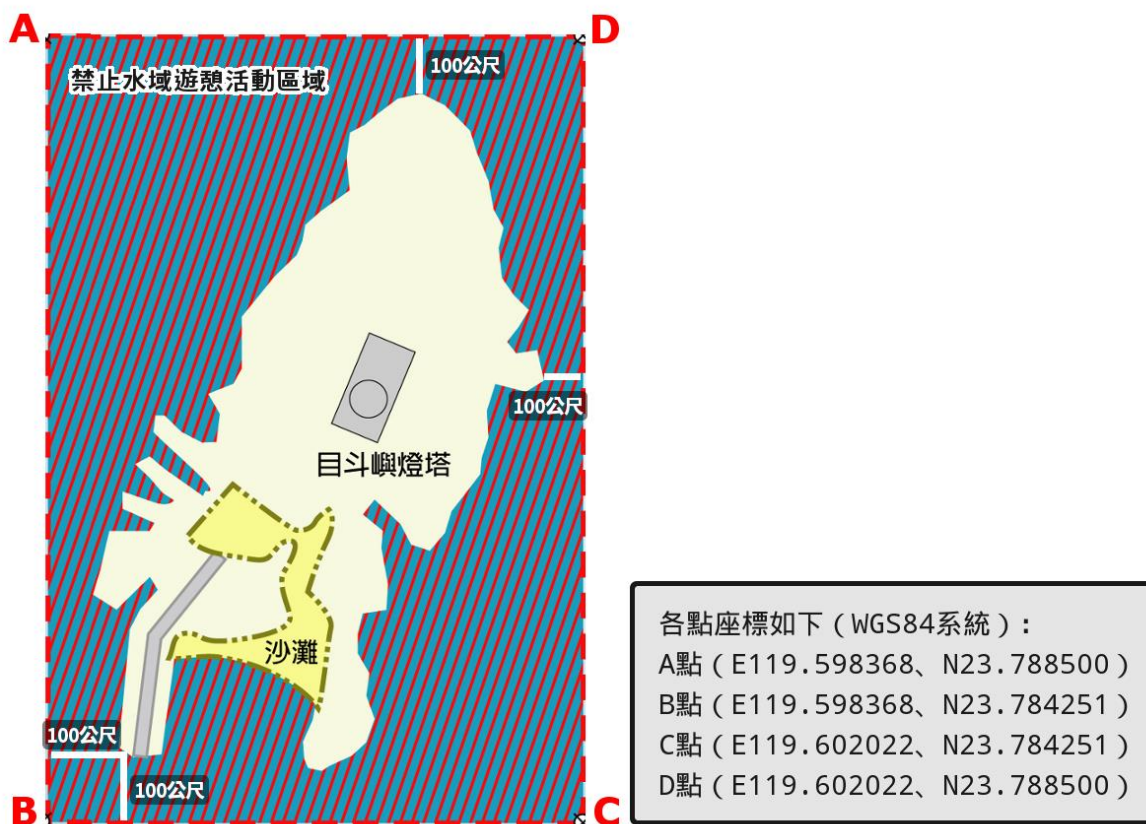 A
D
禁止水域遊憩活動區域
100公尺
100公尺
目斗嶼燈塔
沙灘
100公尺
100公尺
B
C
各點座標如下（WGS84系統）：
A點（E119.598368、N23.788500）
B點（E119.598368、N23.784251）
C點（E119.602022、N23.784251）
D點（E119.602022、N23.788500）